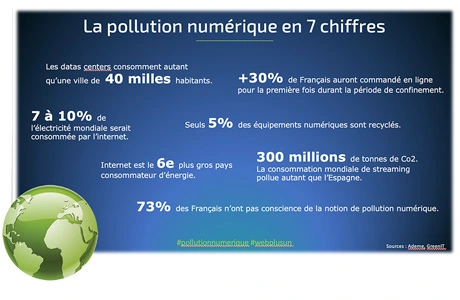 La pollution numérique en 7 chiffres
Les datas centers consomment autant
qu'une ville de 40 milles habitants.
+30% de Français auront commandé en ligne
pour la première fois durant la période de confinement.
7 à 10% de
l'électricité mondiale serait
consommée par l'internet.
Seuls 5% des équipements numériques sont recyclés.
Internet est le 6e plus gros pays
consommateur d'énergie.
300 millions de tonnes de Co2.
La consommation mondiale de streaming
pollue autant que l'Espagne.
73% des Français n'ont pas conscience de la notion de pollution numérique.
#pollutionnumerique #webplusun
Sources : Ademe, GreenIT